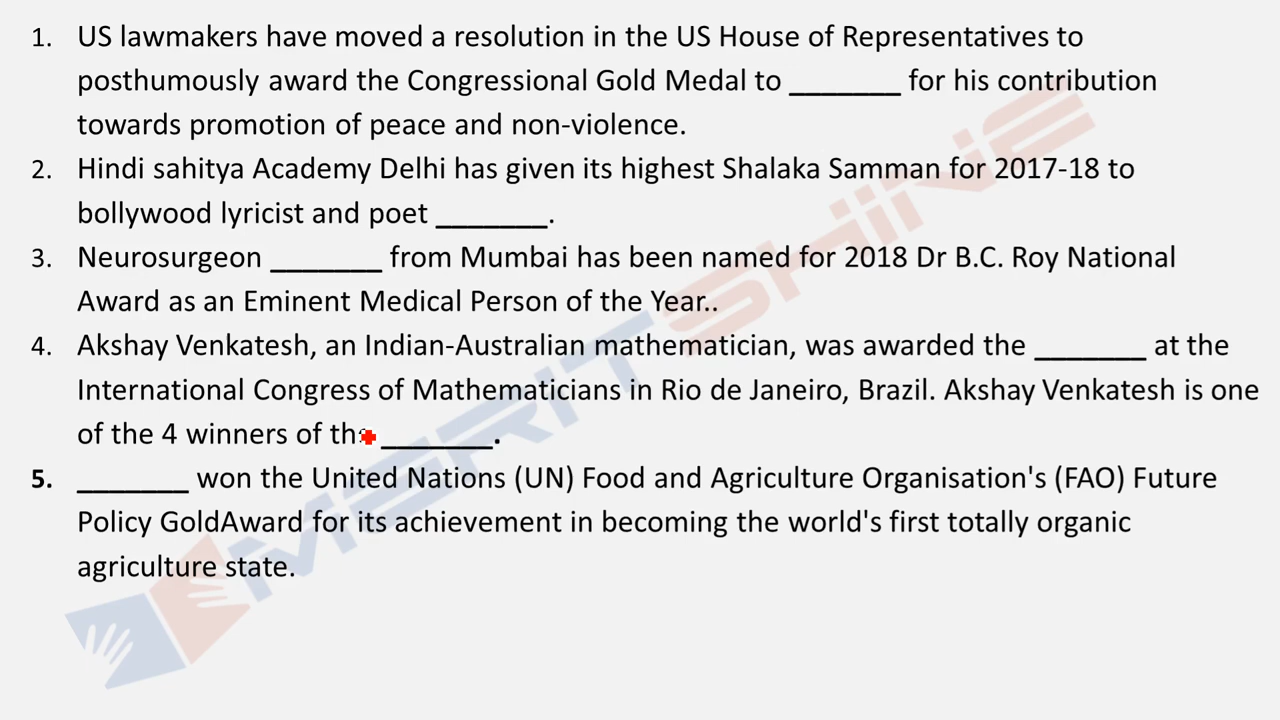 1. US lawmakers have moved a resolution in the US House of Representatives to
posthumously award the Congressional Gold Medal to _______ for his contribution
towards promotion of peace and non-violence.
2. Hindi sahitya Academy Delhi has given its highest Shalaka Samman for 2017-18 to
bollywood lyricist and poet _______.
3. Neurosurgeon _______ from Mumbai has been named for 2018 Dr B.C. Roy National
Award as an Eminent Medical Person of the Year..
4. Akshay Venkatesh, an Indian-Australian mathematician, was awarded the _______ at the
International Congress of Mathematicians in Rio de Janeiro, Brazil. Akshay Venkatesh is one
of the 4 winners of the _______.
5. _______ won the United Nations (UN) Food and Agriculture Organisation's (FAO) Future
Policy GoldAward for its achievement in becoming the world's first totally organic
agriculture state.
MERITSHINE